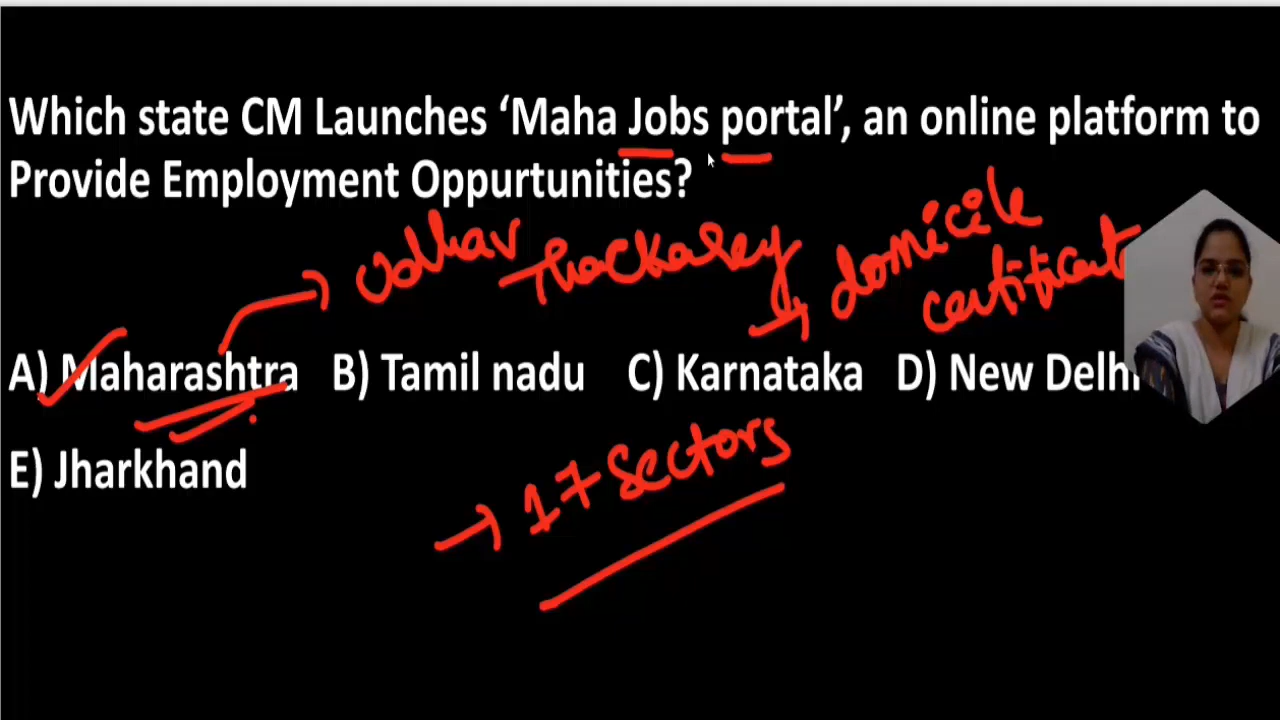 Which state CM Launches ‘Maha Jobs portal’, an online platform to
Provide Employment Oppurtunities?
Udhav Thackarey
domicile
certificate
A) Maharashtra B) Tamil nadu C) Karnataka D) New Delhi
E) Jharkhand
17 Sectors